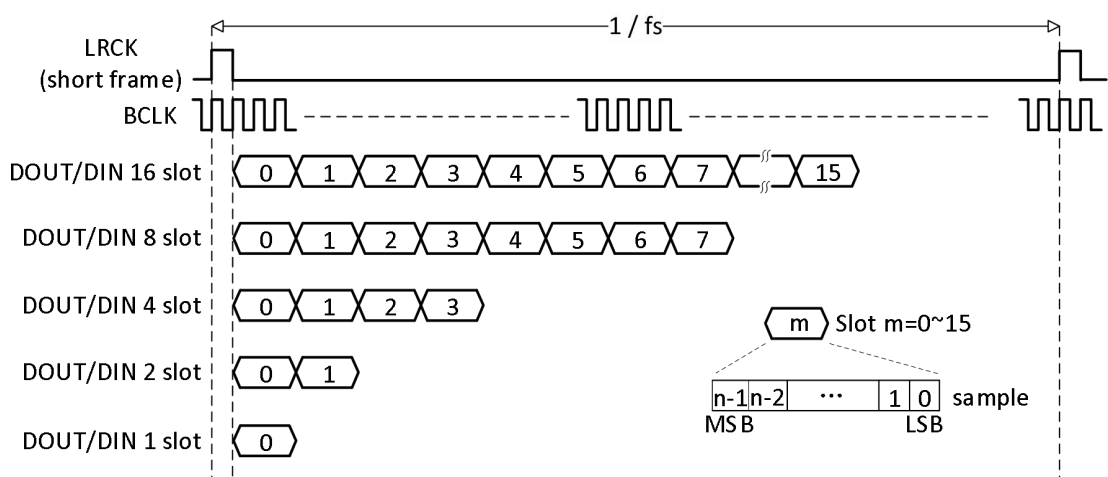 1 / fs
LRCK
(short frame)
BCLK
DOUT/DIN 16 slot 0 1 2 3 4 5 6 7 15
DOUT/DIN 8 slot 0 1 2 3 4 5 6 7
DOUT/DIN 4 slot 0 1 2 3
m Slot m=0~15
DOUT/DIN 2 slot 0 1
n-1 n-2 ··· 1 0 sample
MSB LSB
DOUT/DIN 1 slot 0